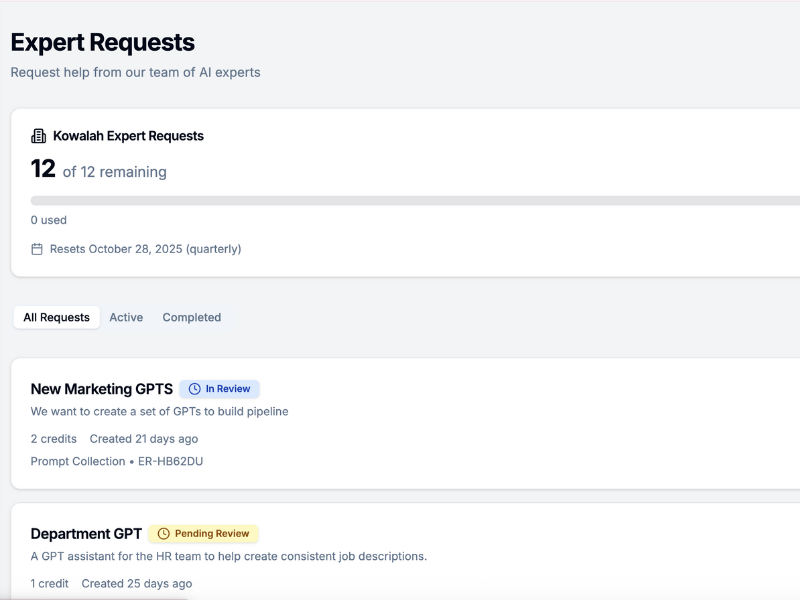 Expert Requests
Request help from our team of AI experts
Kowalah Expert Requests
12 of 12 remaining
0 used
Resets October 28, 2025 (quarterly)
All Requests Active Completed
New Marketing GPTS In Review
We want to create a set of GPTs to build pipeline
2 credits Created 21 days ago
Prompt Collection • ER-HB62DU
Department GPT Pending Review
A GPT assistant for the HR team to help create consistent job descriptions.
1 credit Created 25 days ago